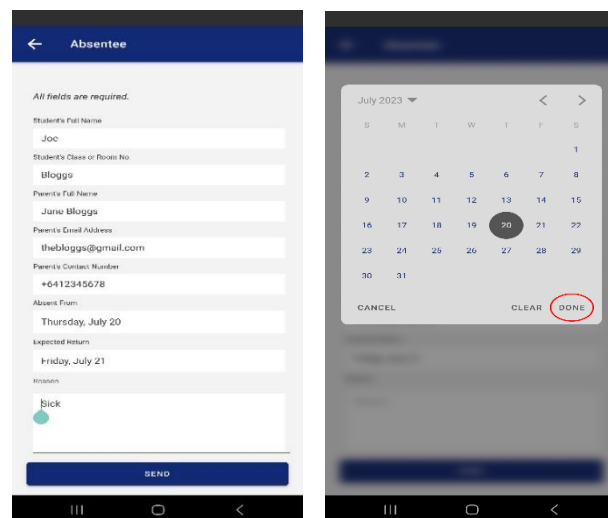 Absentee
All fields are required.
Student's Full Name
Joe
Student's Class or Room No.
Bloggs
Parent's Full Name
Jane Bloggs
Parent's Email Address
thebloggs@gmail.com
Parent's Contact Number
+6412345678
Absent From
Thursday, July 20
Expected Return
Friday, July 21
Reason
Sick
SEND
July 2023
S M T W T F S
1
2 3 4 5 6 7 8
9 10 11 12 13 14 15
16 17 18 19 20 21 22
23 24 25 26 27 28 29
30 31
CANCEL CLEAR DONE